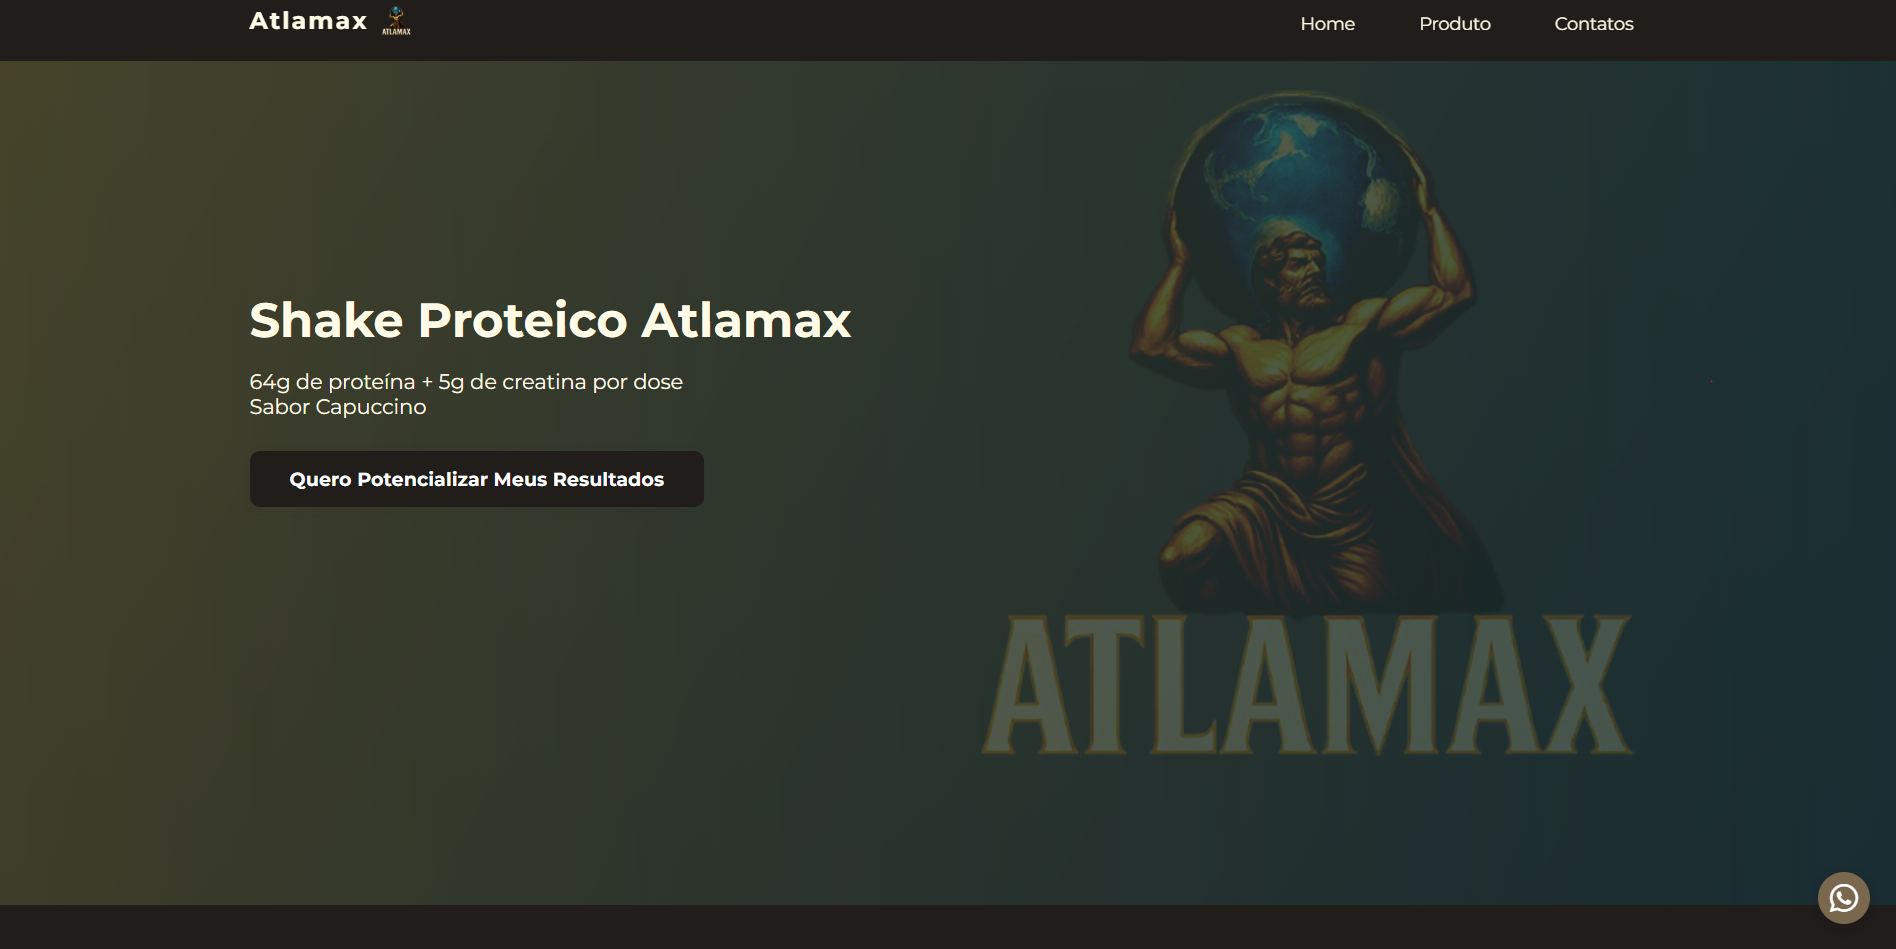 Atlamax
ATLAMAX
Home
Produto
Contatos
Shake Proteico Atlamax
64g de proteína + 5g de creatina por dose
Sabor Capuccino
Quero Potencializar Meus Resultados
ATLAMAX